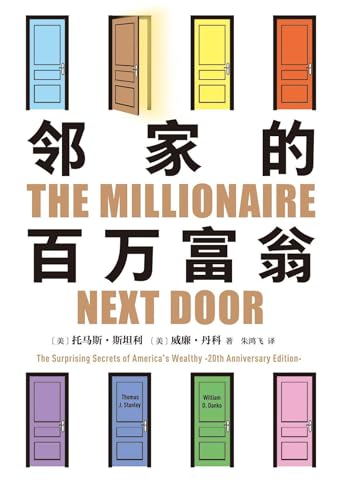 邻家的
THE MILLIONAIRE
百万富翁
NEXT DOOR
［美］托马斯·斯坦利 ［美］威廉·丹科 著 朱鸿飞 译
The Surprising Secrets of America's Wealthy -20th Anniversary Edition-
Thomas
J. Stanley
William
D. Danko